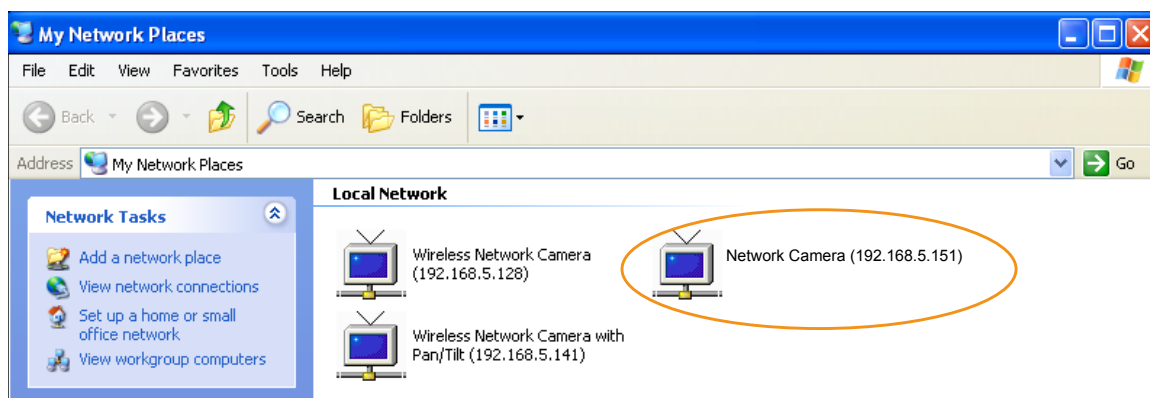 My Network Places
File Edit View Favorites Tools Help
Back Search Folders
Address My Network Places Go
Network Tasks
Add a network place
View network connections
Set up a home or small
office network
View workgroup computers
Local Network
Wireless Network Camera
(192.168.5.128)
Network Camera (192.168.5.151)
Wireless Network Camera with
Pan/Tilt (192.168.5.141)